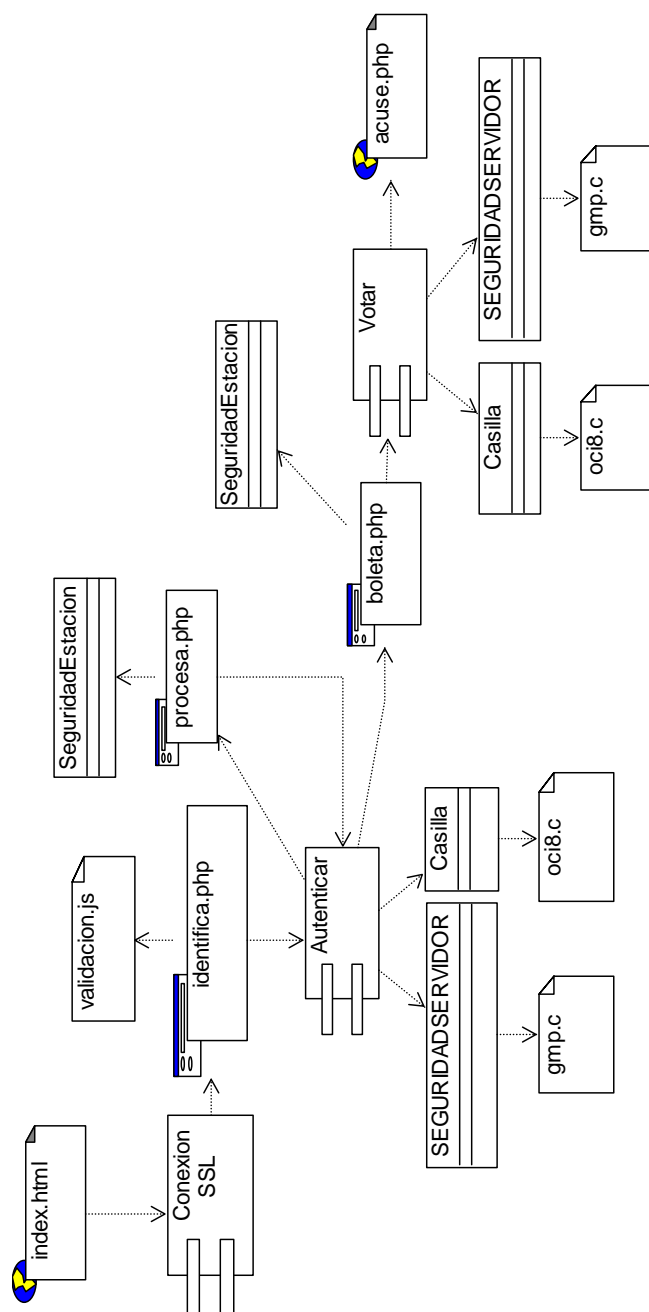 index.html
Conexion
SSL
validacion.js
identifica.php
SeguridadEstacion
procesa.php
Autenticar
SEGURIDADSERVIDOR
gmp.c
Casilla
oci8.c
SeguridadEstacion
boleta.php
Votar
Casilla
oci8.c
SEGURIDADSERVIDOR
gmp.c
acuse.php